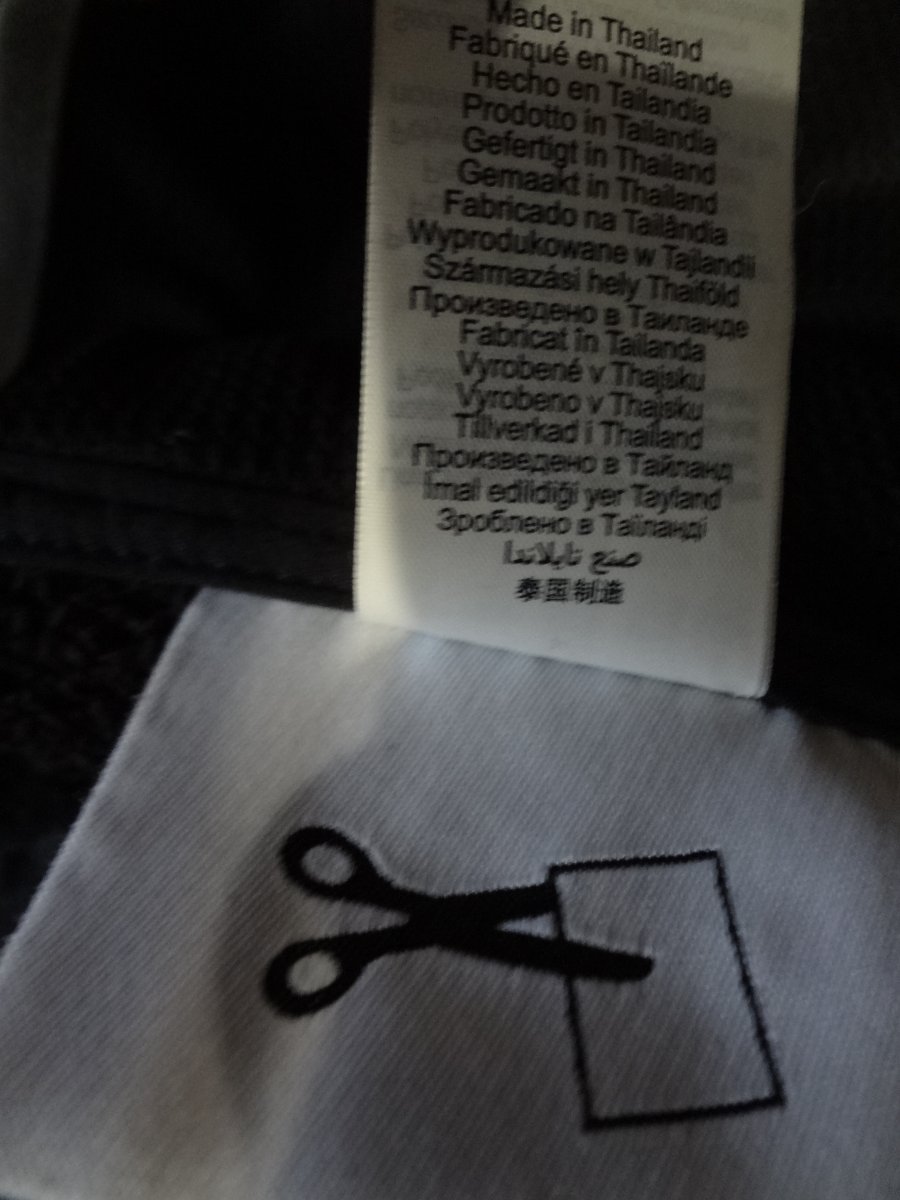 Made in Thailand
Fabriqué en Thaïlande
Hecho en Tailandia
Prodotto in Tailandia
Gefertigt in Thailand
Gemaakt in Thailand
Fabricado na Tailândia
Wyprodukowane w Tajlandii
Származási hely Thaiföld
Произведено в Таиланде
Fabricat în Tailanda
Vyrobené v Thajsku
Vyrobeno v Thajsku
Tillverkad i Thailand
Произведено в Тайланд
İmal edildiği yer Tayland
Зроблено в Таїланді
صنع تايلاندا
泰国制造